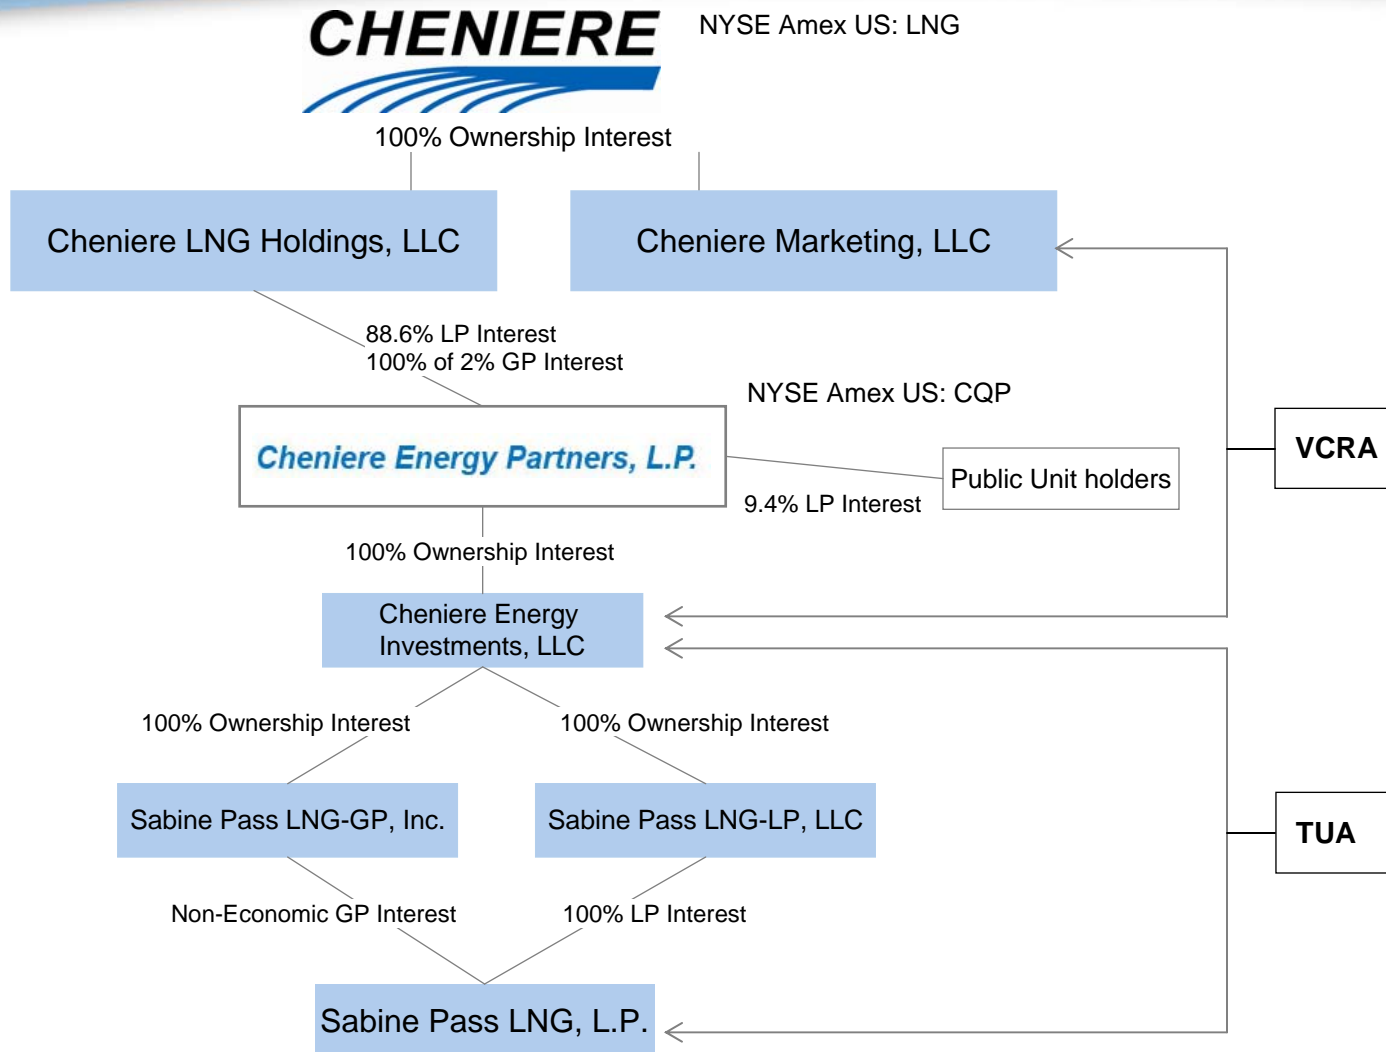 CHENIERE
NYSE Amex US: LNG
100% Ownership Interest
Cheniere LNG Holdings, LLC
Cheniere Marketing, LLC
88.6% LP Interest
100% of 2% GP Interest
NYSE Amex US: CQP
Cheniere Energy Partners, L.P.
Public Unit holders
VCRA
9.4% LP Interest
100% Ownership Interest
Cheniere Energy
Investments, LLC
100% Ownership Interest
100% Ownership Interest
Sabine Pass LNG-GP, Inc.
Sabine Pass LNG-LP, LLC
TUA
Non-Economic GP Interest
100% LP Interest
Sabine Pass LNG, L.P.